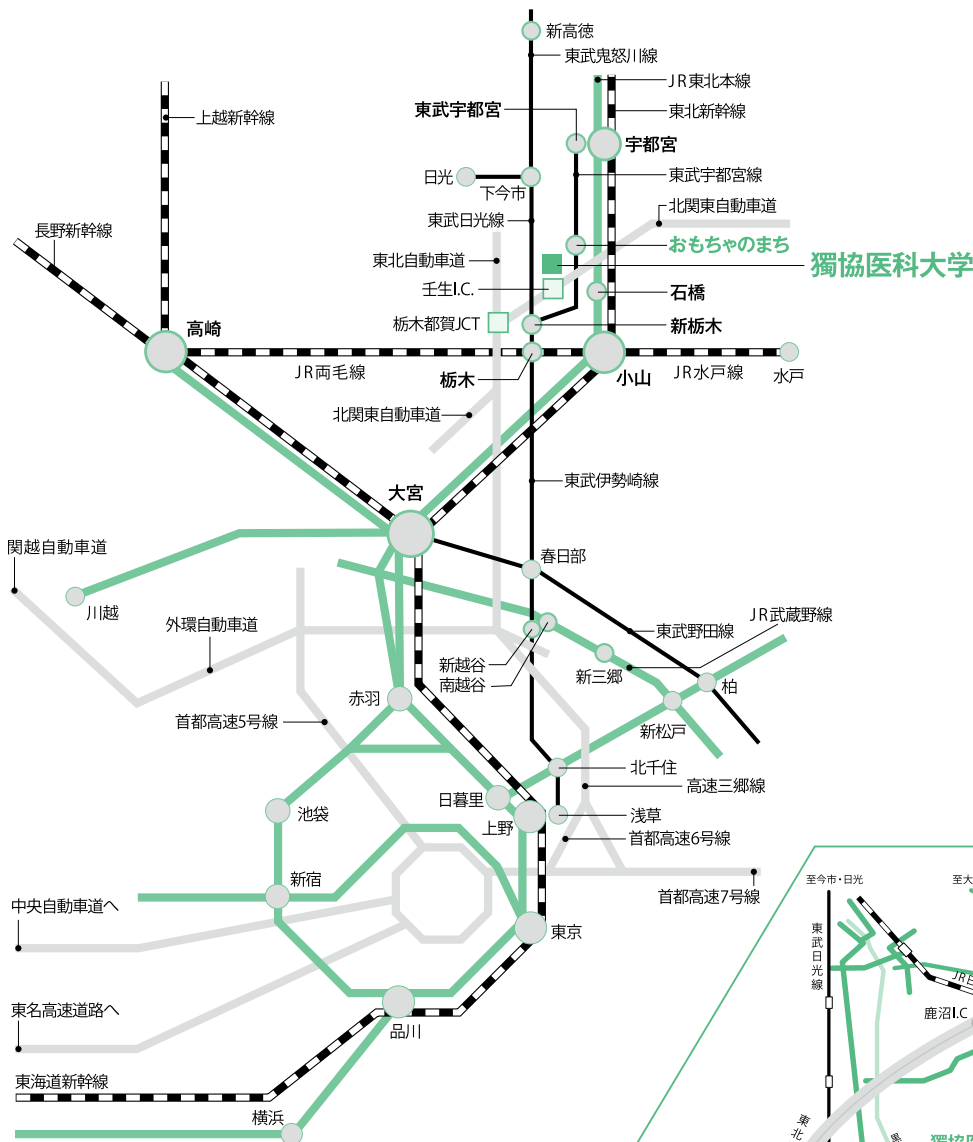 新高徳
東武鬼怒川線
JR東北本線
東武宇都宮
東北新幹線
上越新幹線
宇都宮
日光
下今市
東武宇都宮線
北関東自動車道
東武日光線
長野新幹線
おもちゃのまち
東北自動車道
獨協医科大学
壬生I.C.
石橋
栃木都賀JCT
新栃木
高崎
JR両毛線
栃木
小山
JR水戸線
水戸
北関東自動車道
東武伊勢崎線
大宮
関越自動車道
春日部
川越
外環自動車道
JR武蔵野線
東武野田線
新越谷
南越谷
新三郷
柏
赤羽
首都高速5号線
新松戸
北千住
高速三郷線
日暮里
池袋
上野
浅草
首都高速6号線
新宿
首都高速7号線
至今市・日光
至大
中央自動車道へ
東京
東武日光線
JR日
東名高速道路へ
鹿沼I.C
品川
東海道新幹線
横浜
東北
獨協医